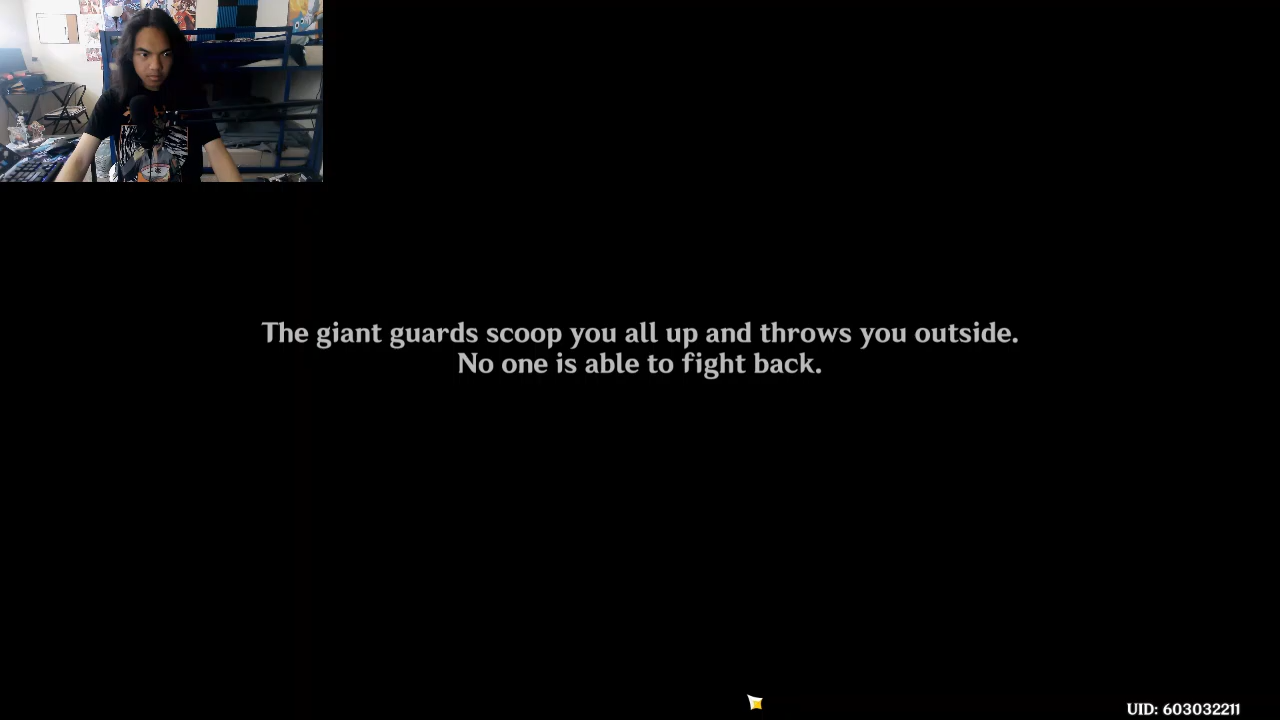 The giant guards scoop you all up and throws you outside.
No one is able to fight back.
UID: 603032211